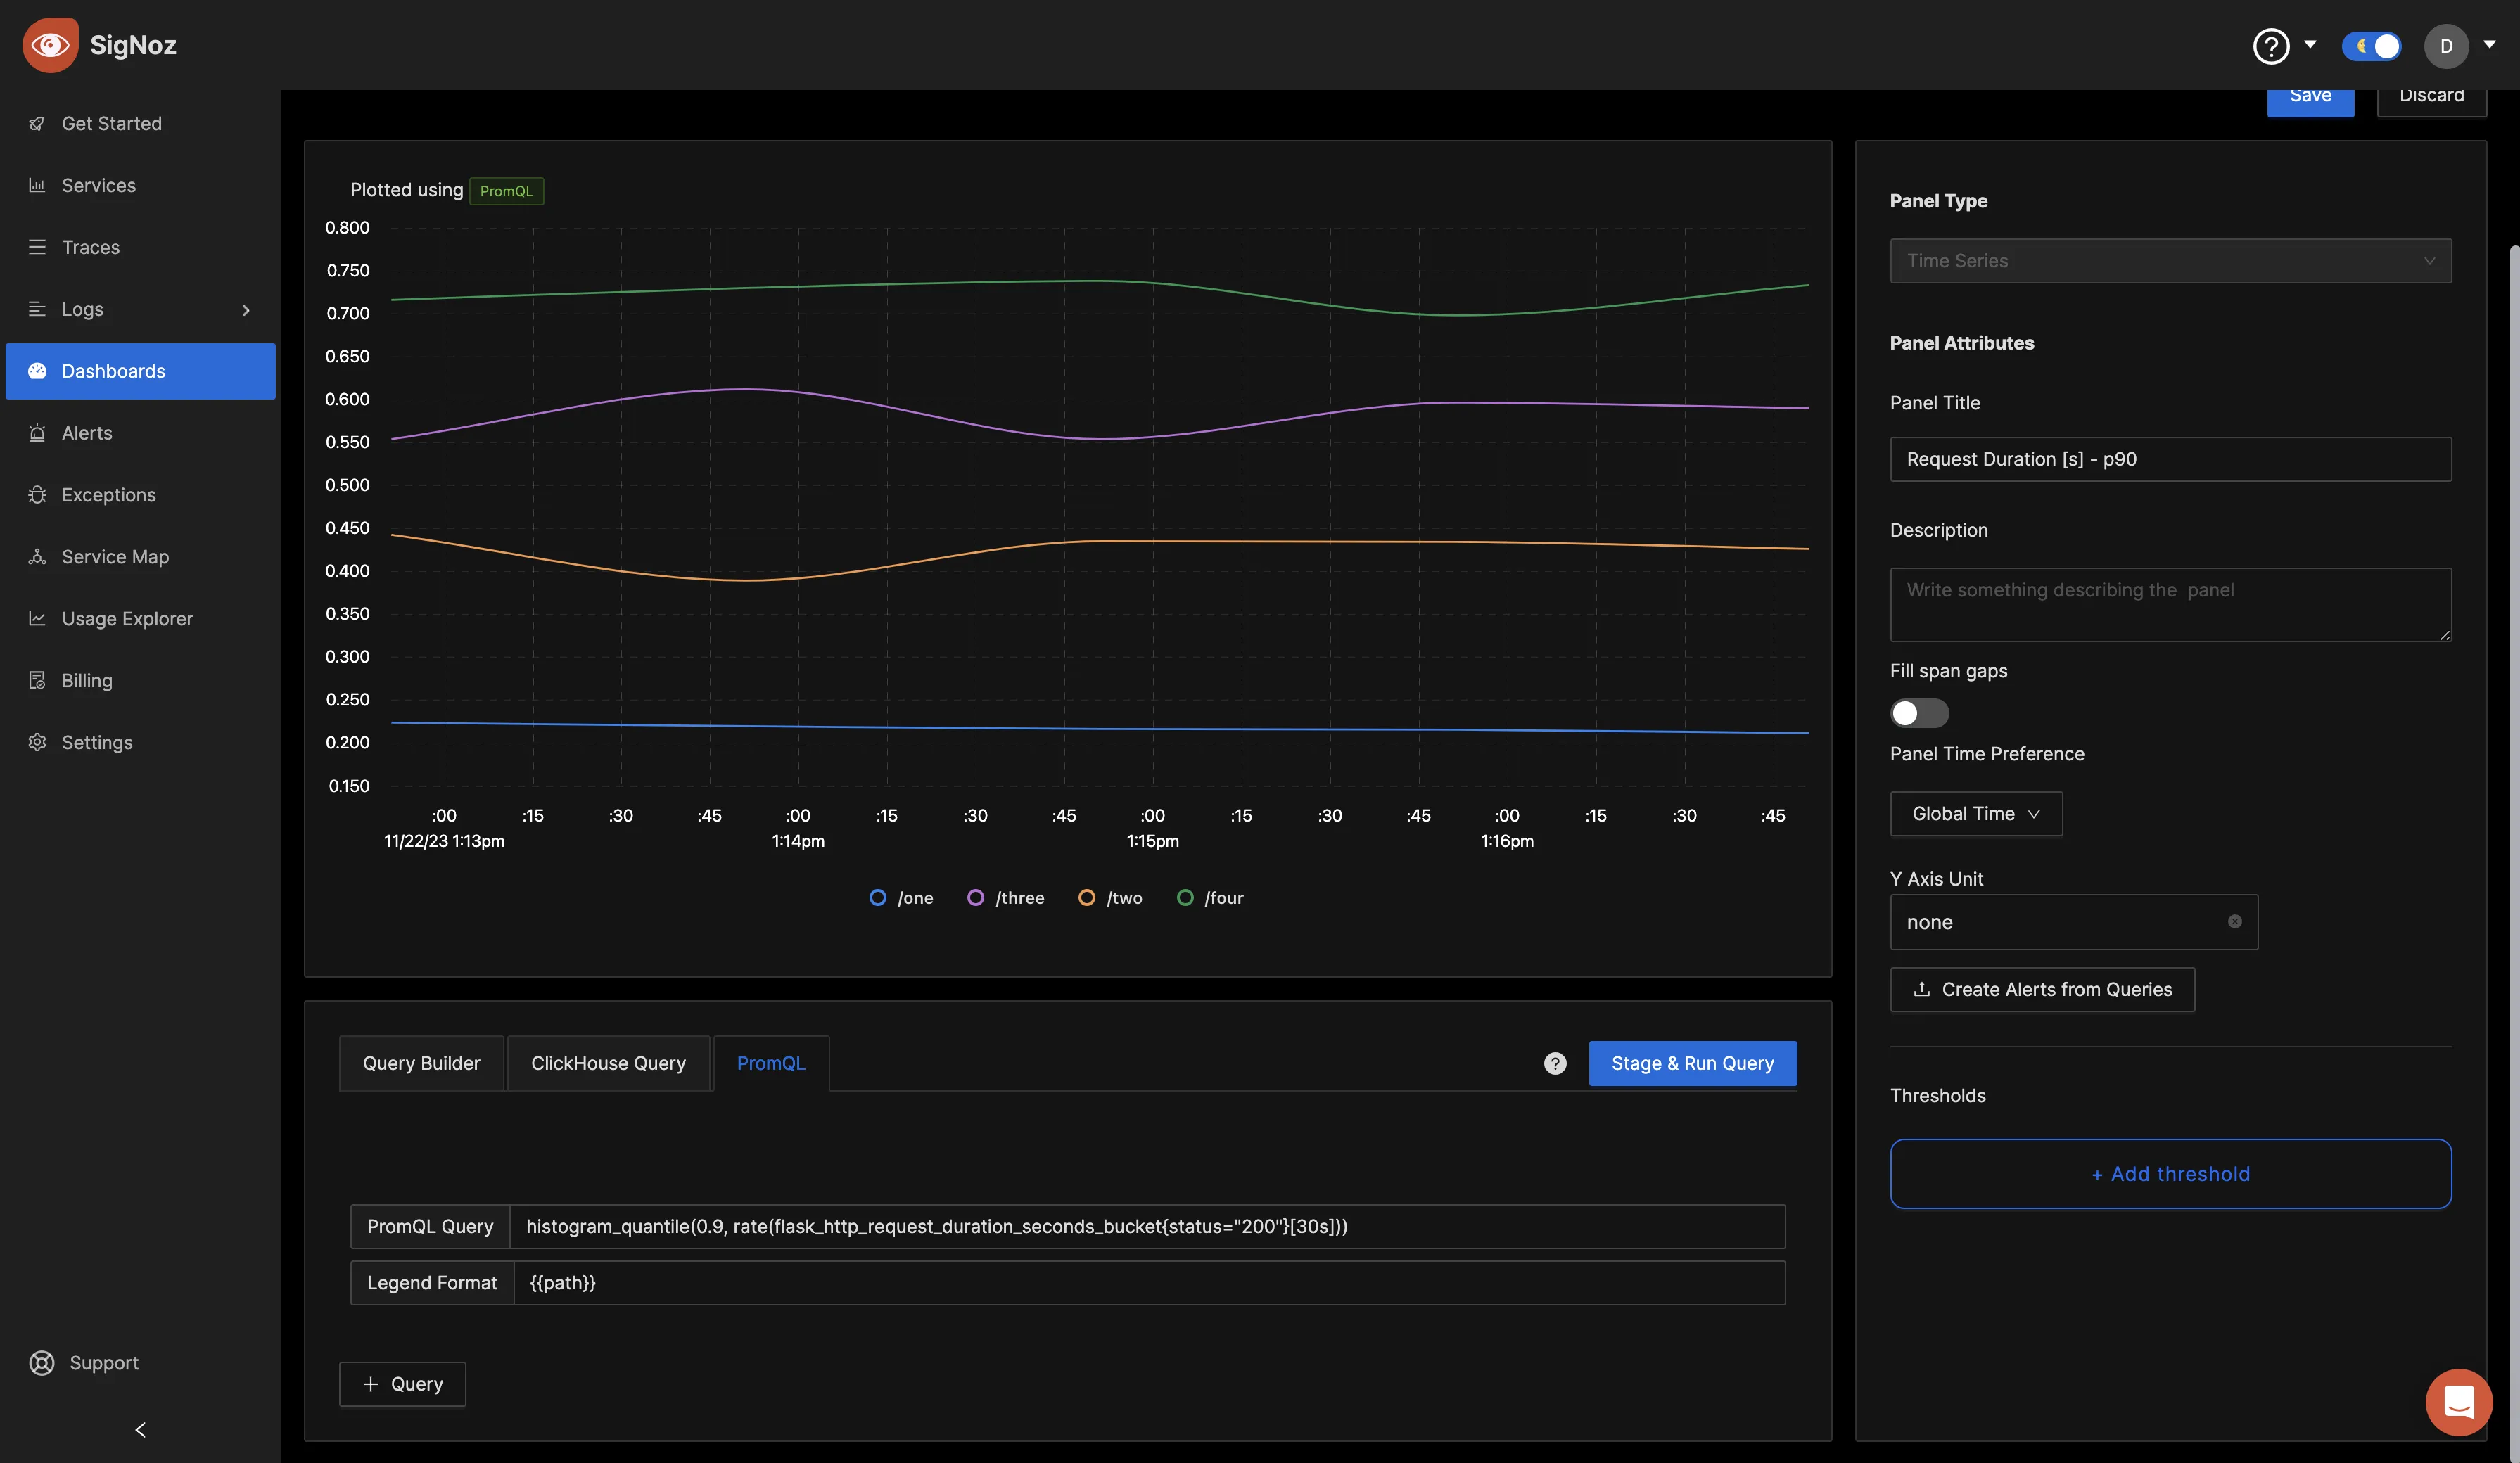 SigNoz
D
Get Started
Services
Traces
Logs
Dashboards
Alerts
Exceptions
Service Map
Usage Explorer
Billing
Settings
Support
Save
Discard
Plotted using PromQL
0.800
0.750
0.700
0.650
0.600
0.550
0.500
0.450
0.400
0.350
0.300
0.250
0.200
0.150
:00 :15 :30 :45 :00 :15 :30 :45 :00 :15 :30 :45 :00 :15 :30 :45
11/22/23 1:13pm 1:14pm 1:15pm 1:16pm
/one /three /two /four
Query Builder
ClickHouse Query
PromQL
?
Stage & Run Query
PromQL Query histogram_quantile(0.9, rate(flask_http_request_duration_seconds_bucket{status="200"}[30s]))
Legend Format {{path}}
+ Query
Panel Type
Time Series
Panel Attributes
Panel Title
Request Duration [s] - p90
Description
Write something describing the panel
Fill span gaps
Panel Time Preference
Global Time
Y Axis Unit
none
Create Alerts from Queries
Thresholds
+ Add threshold